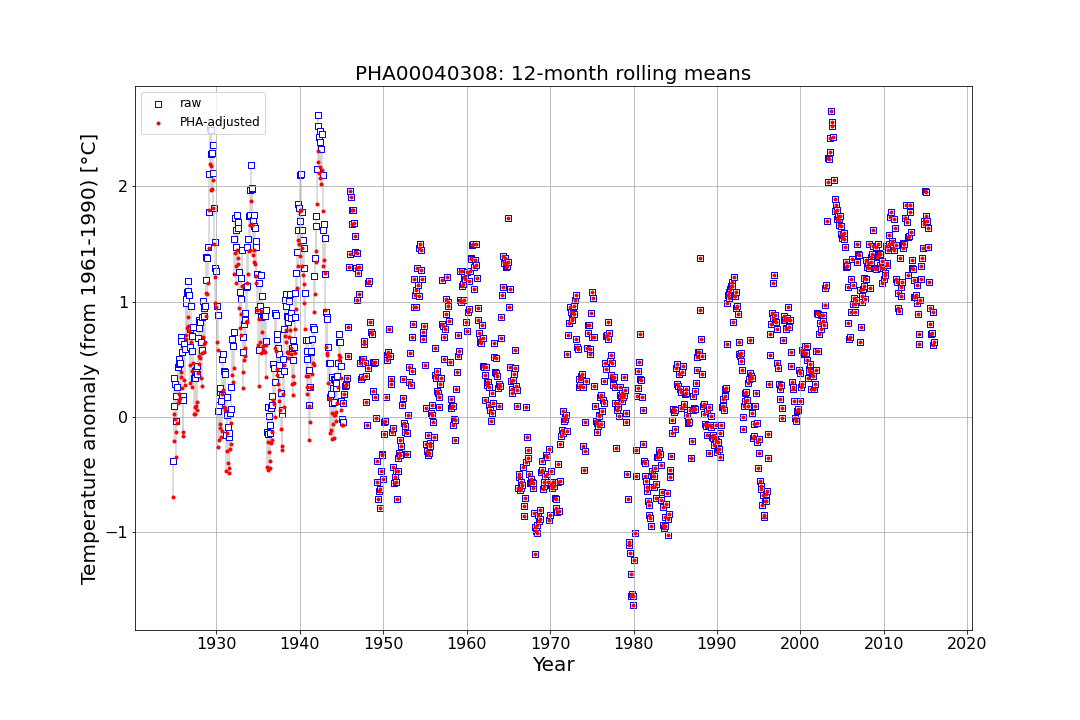 PHA00040308: 12-month rolling means
raw
PHA-adjusted
Temperature anomaly (from 1961-1990) [°C]
2
1
0
−1
1930 1940 1950 1960 1970 1980 1990 2000 2010 2020
Year